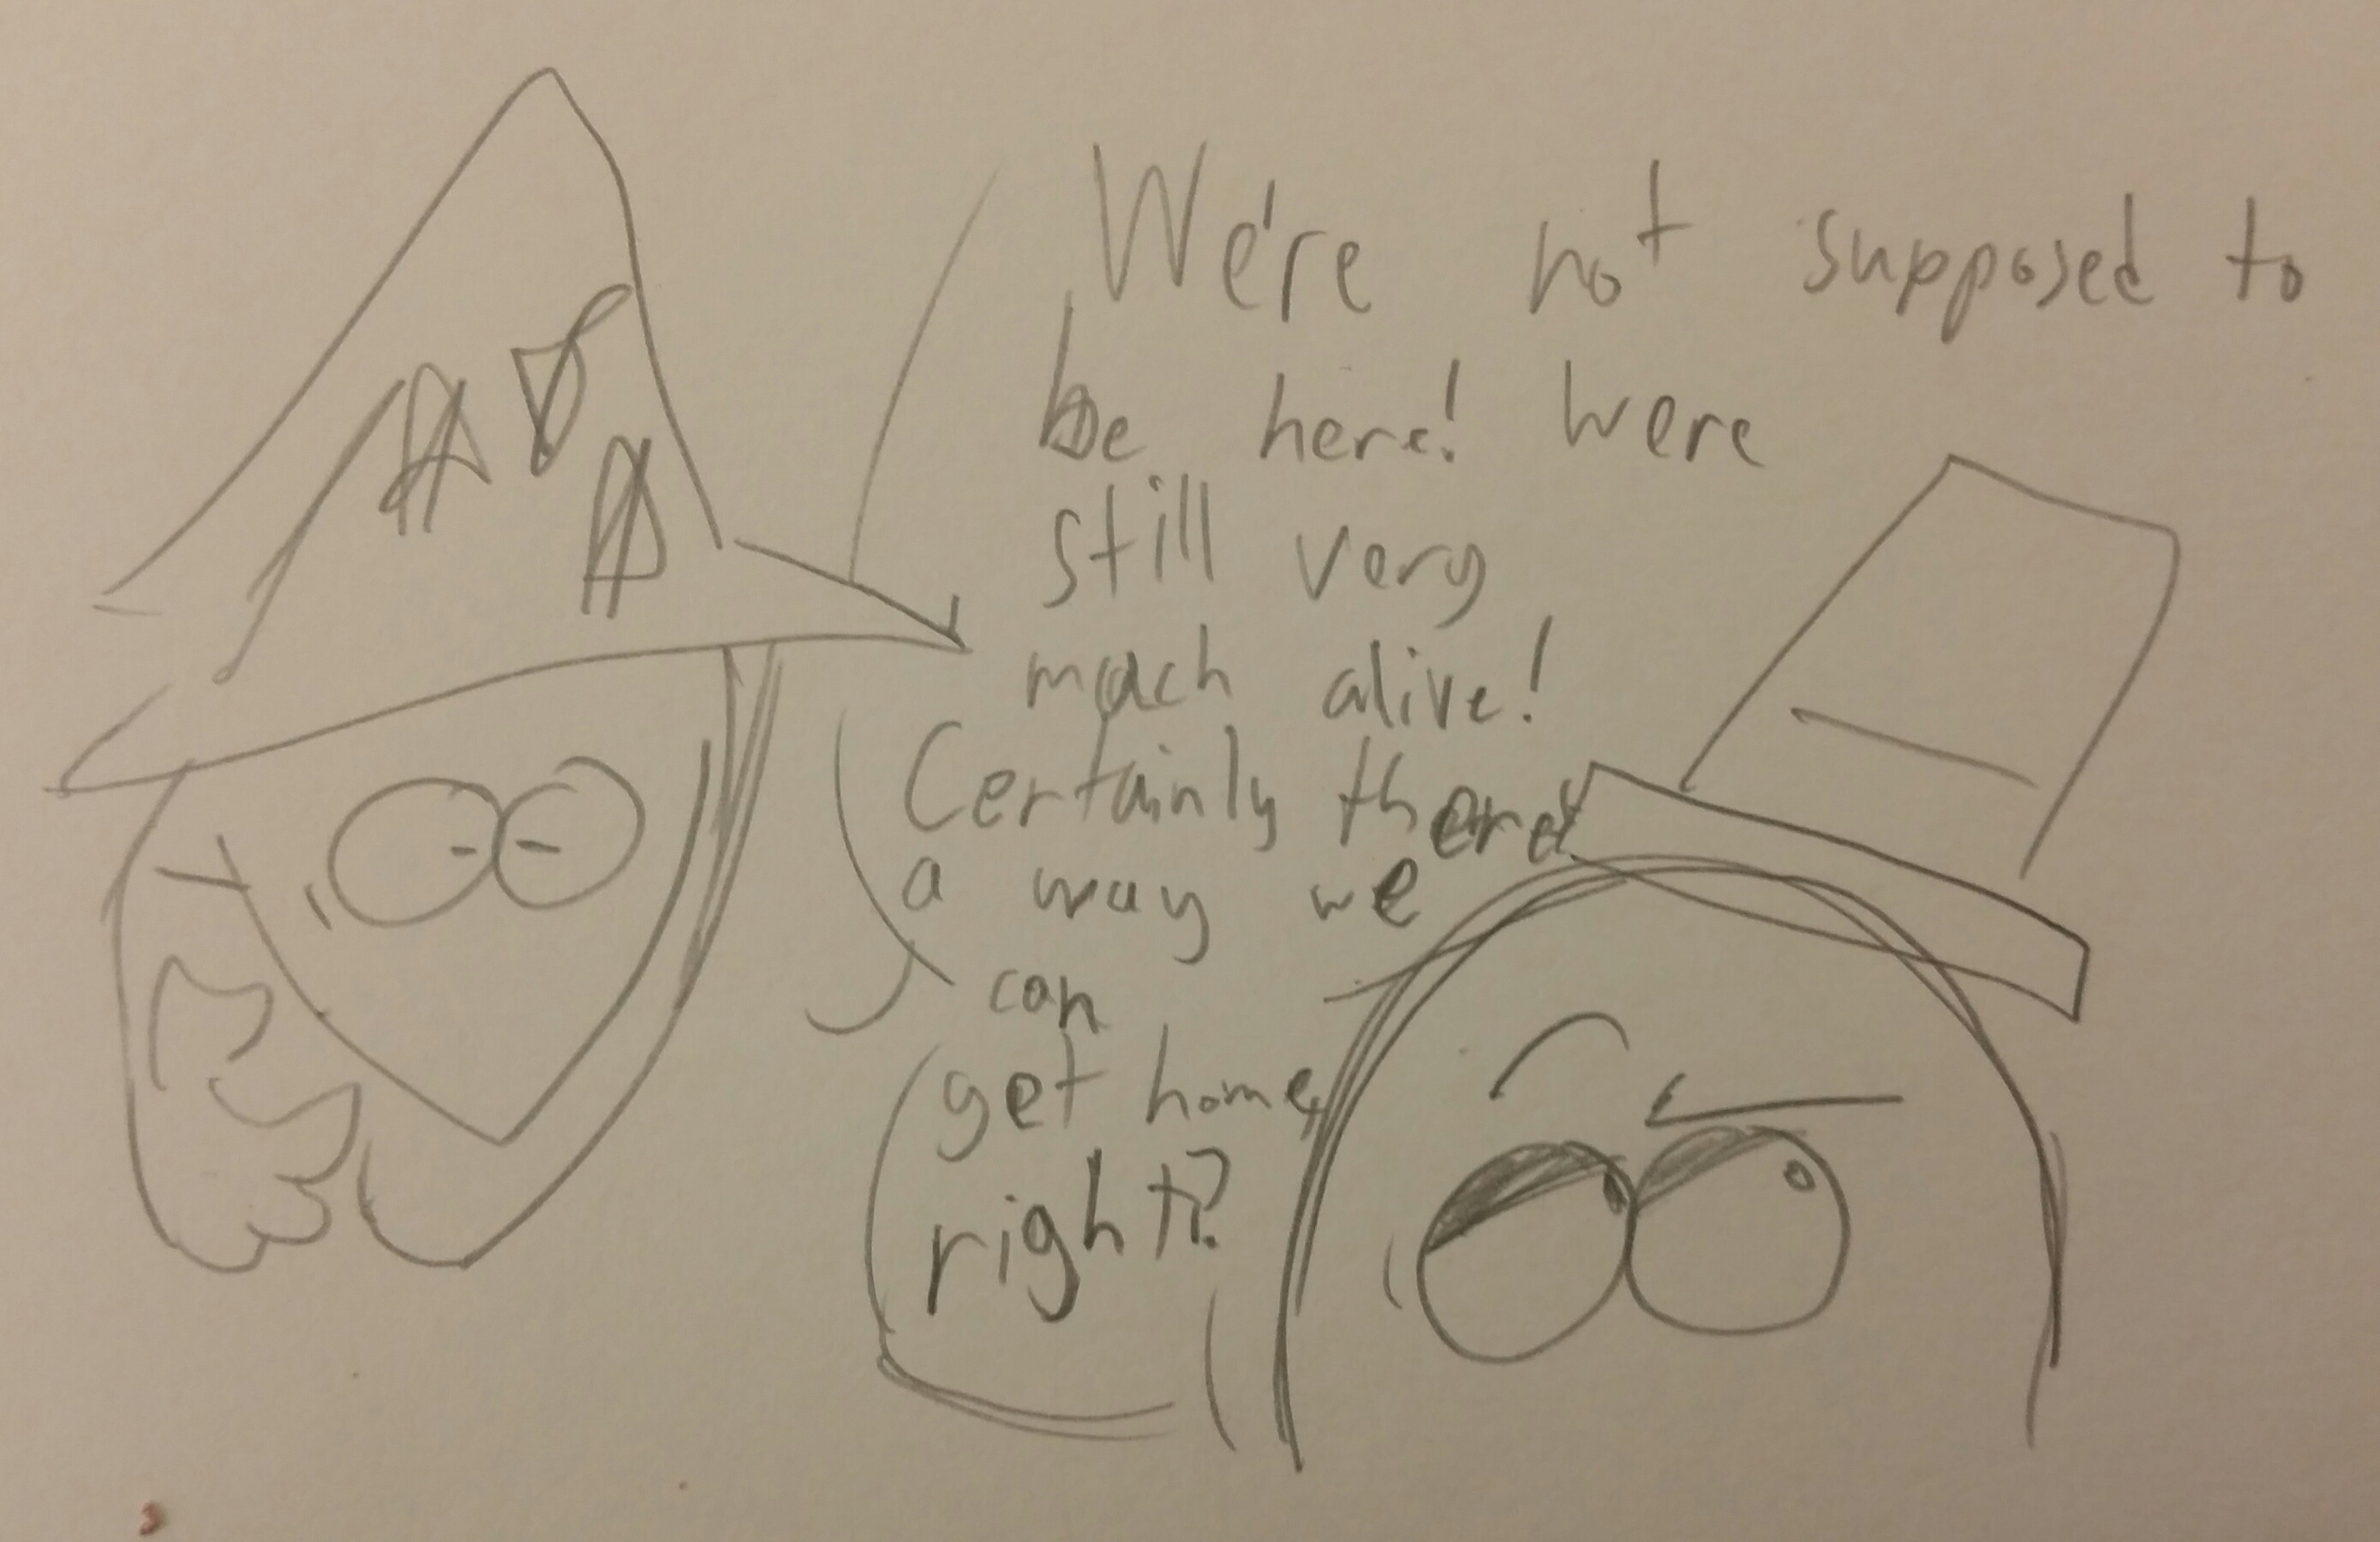 We're not supposed to
be here! were
still very
much alive!
Certainly there's
a way we
can
get home,
right?